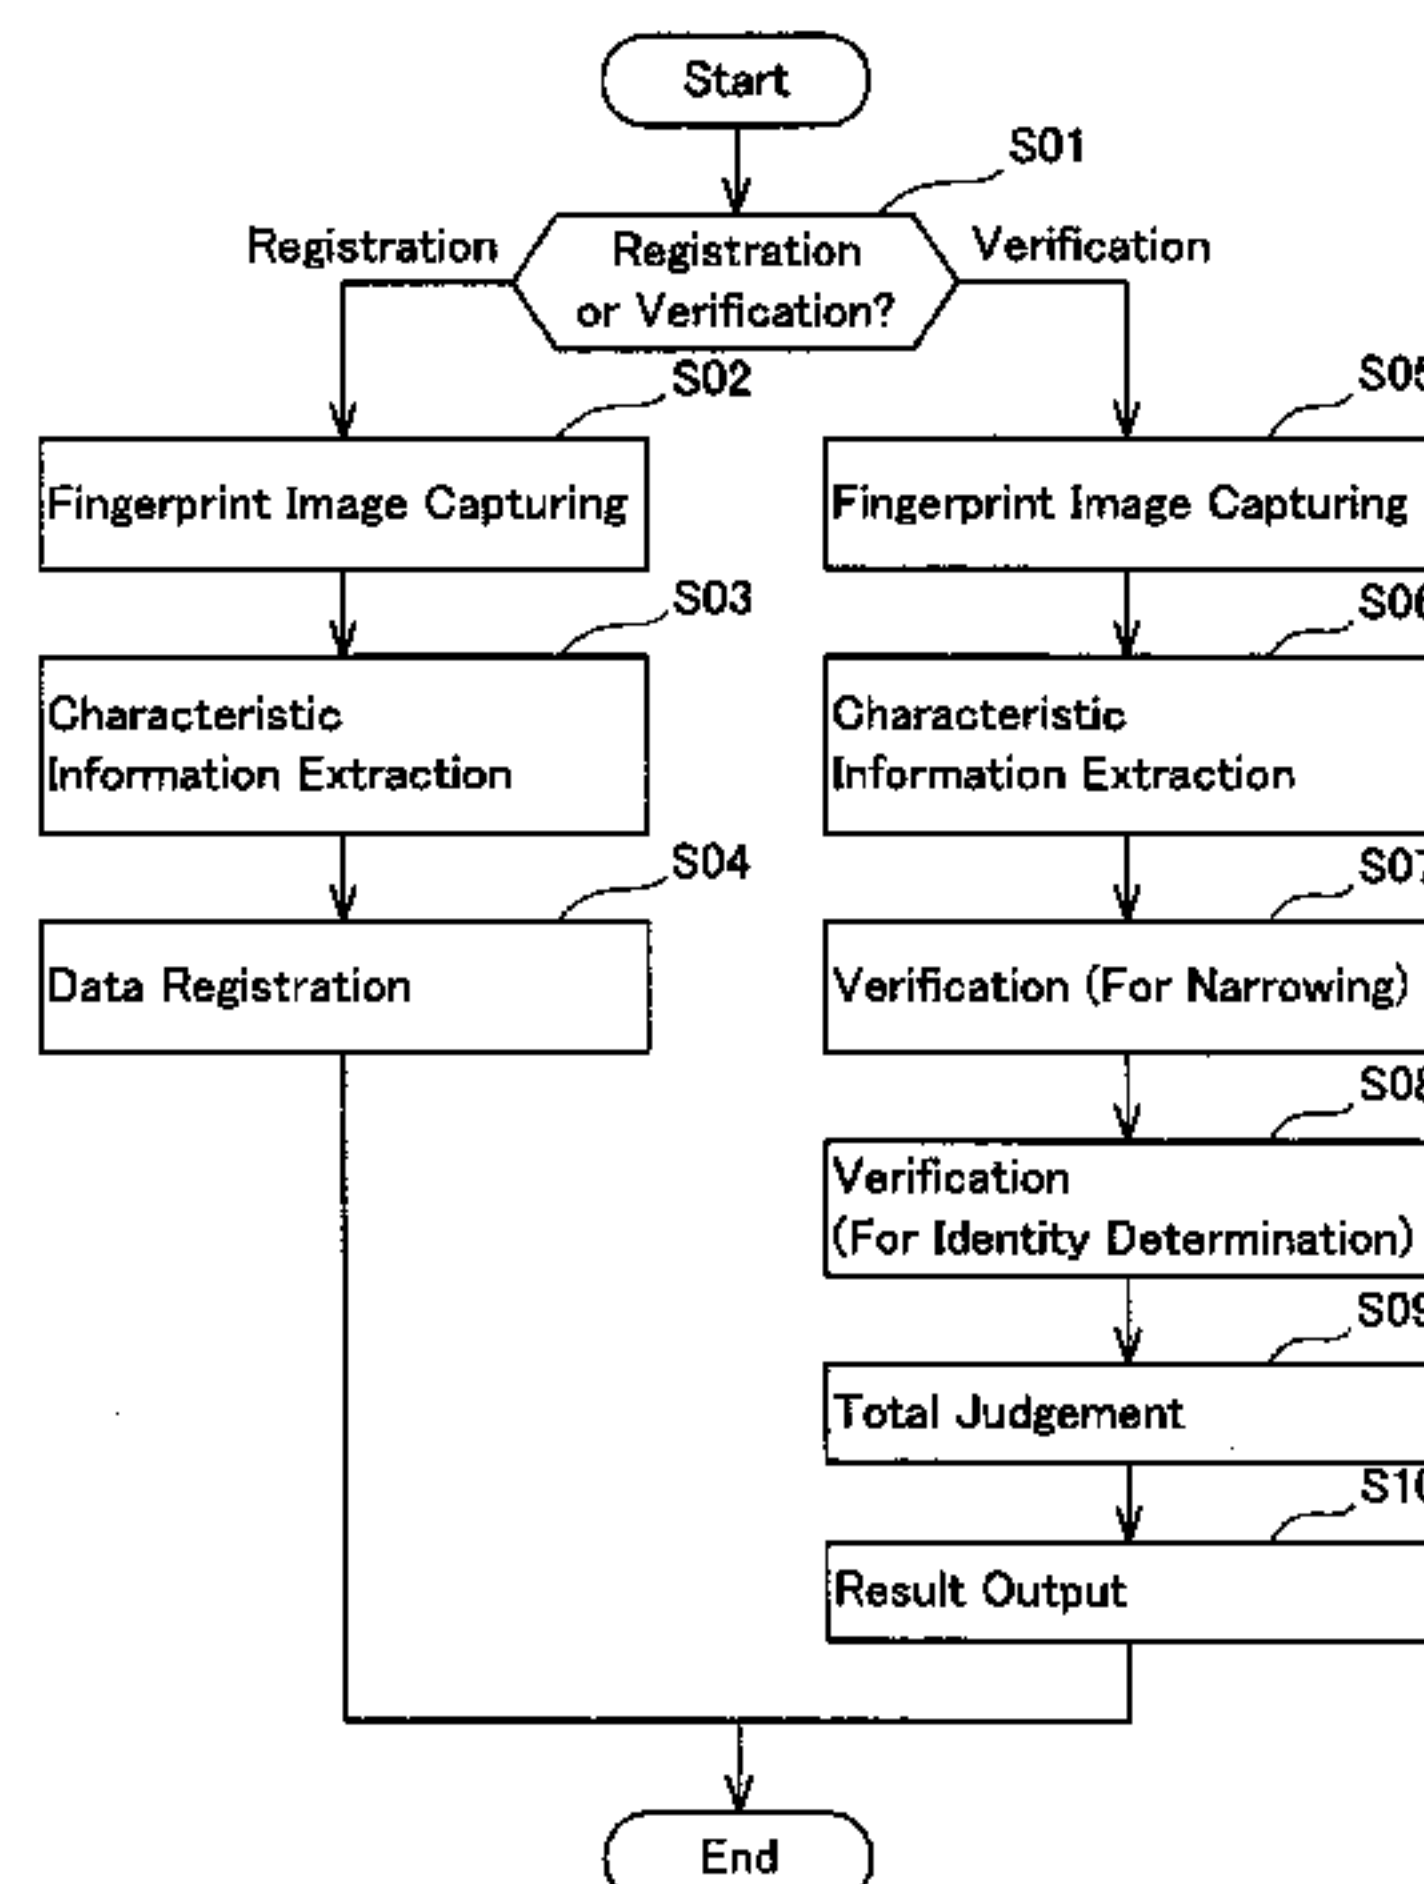 Start
S01
Registration
Registration
or Verification?
Verification
S02
Fingerprint Image Capturing
S03
Characteristic
Information Extraction
S04
Data Registration
Fingerprint Image Capturing
Characteristic
Information Extraction
Verification (For Narrowing)
Verification
(For Identity Determination)
S09
Total Judgement
Result Output
End